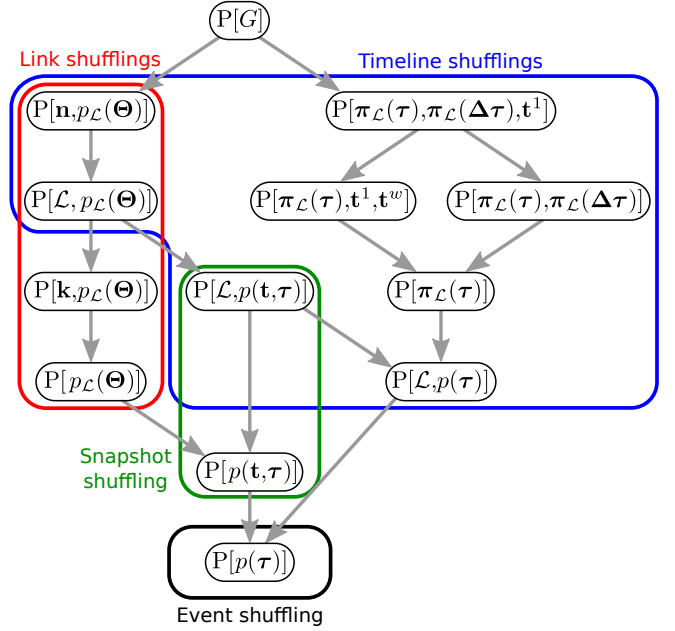 P[G]
Link shufflings
Timeline shufflings
P[n,p_ℒ(Θ)]
P[π_ℒ(τ),π_ℒ(Δτ),t¹]
P[ℒ, p_ℒ(Θ)]
P[π_ℒ(τ),t¹,tʷ]
P[π_ℒ(τ),π_ℒ(Δτ)]
P[k,p_ℒ(Θ)]
P[ℒ,p(t,τ)]
P[π_ℒ(τ)]
P[p_ℒ(Θ)]
P[ℒ,p(τ)]
Snapshot
shuffling
P[p(t,τ)]
P[p(τ)]
Event shuffling